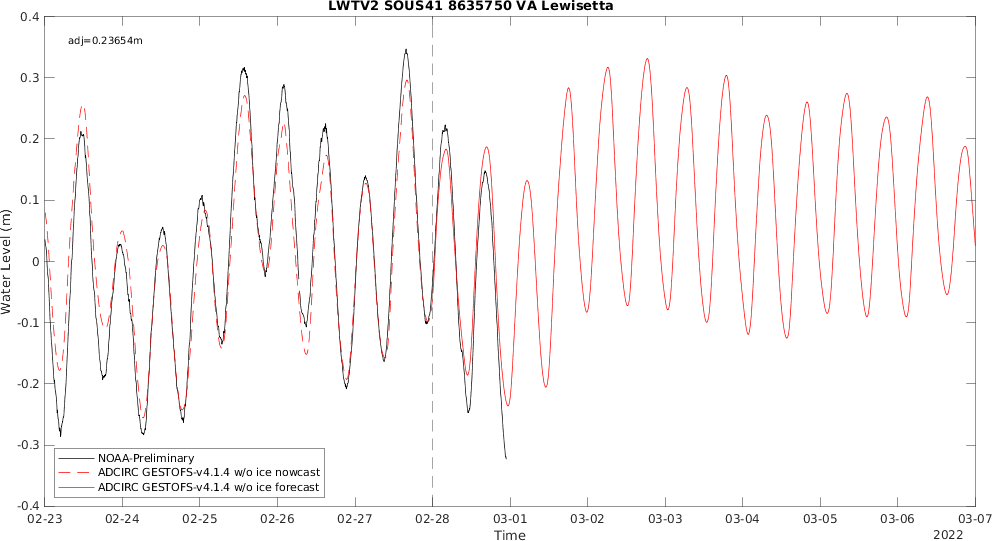 LWTV2 SOUS41 8635750 VA Lewisetta
adj=0.23654m
0.4
0.3
0.2
0.1
0
-0.1
-0.2
-0.3
-0.4
Water Level (m)
NOAA-Preliminary
ADCIRC GESTOFS-v4.1.4 w/o ice nowcast
ADCIRC GESTOFS-v4.1.4 w/o ice forecast
02-23 02-24 02-25 02-26 02-27 02-28 03-01 03-02 03-03 03-04 03-05 03-06 03-07
Time
2022